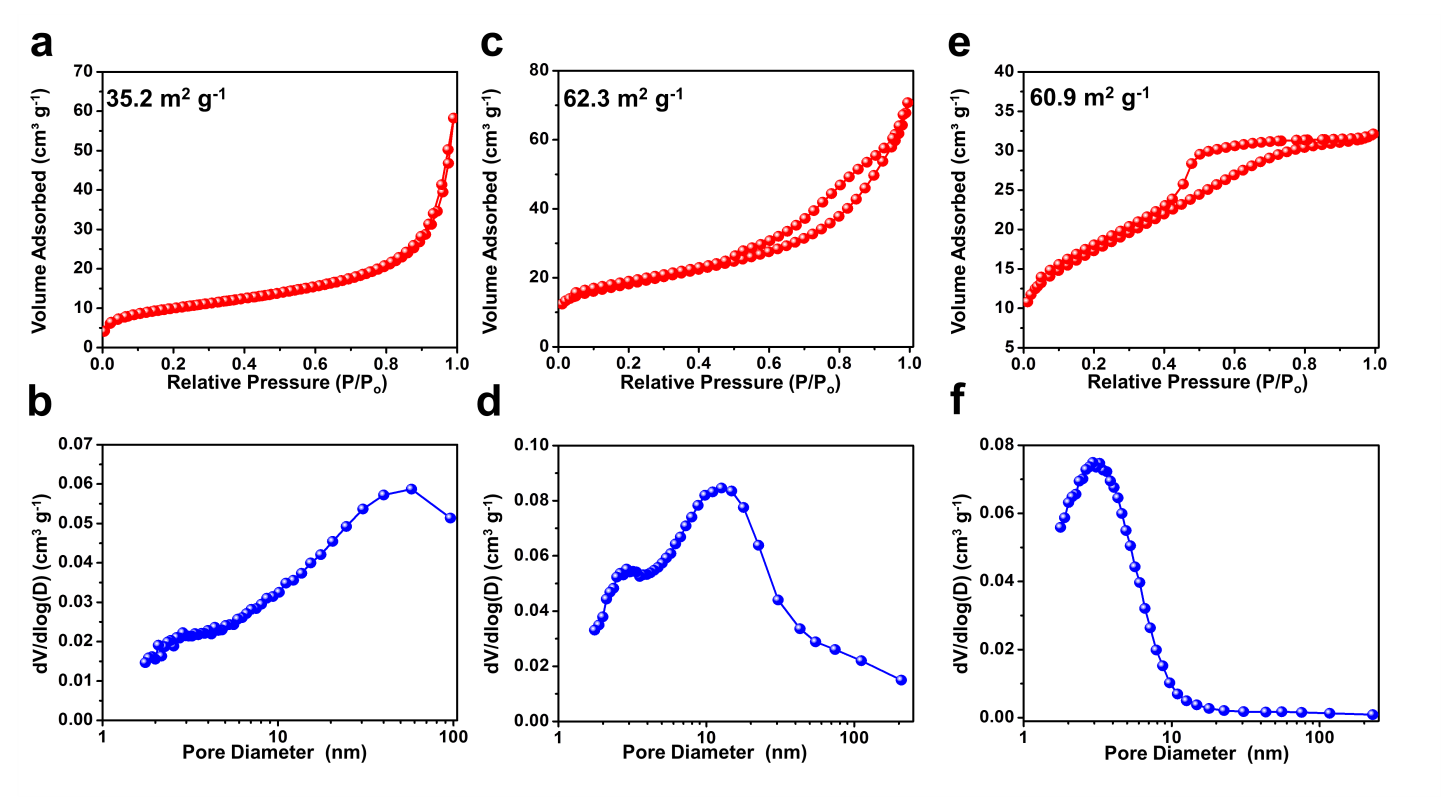 a
35.2 m² g⁻¹
Volume Adsorbed (cm³ g⁻¹)
70
60
50
40
30
20
10
0
0.0 0.2 0.4 0.6 0.8 1.0
Relative Pressure (P/Pₒ)
c
62.3 m² g⁻¹
Volume Adsorbed (cm³ g⁻¹)
80
60
40
20
0
0.0 0.2 0.4 0.6 0.8 1.0
Relative Pressure (P/Pₒ)
e
60.9 m² g⁻¹
Volume Adsorbed (cm³ g⁻¹)
40
35
30
25
20
15
10
5
0.0 0.2 0.4 0.6 0.8 1.0
Relative Pressure (P/Pₒ)
b
dV/dlog(D) (cm³ g⁻¹)
0.07
0.06
0.05
0.04
0.03
0.02
0.01
0.00
1 10 100
Pore Diameter (nm)
d
dV/dlog(D) (cm³ g⁻¹)
0.10
0.08
0.06
0.04
0.02
0.00
1 10 100
Pore Diameter (nm)
f
dV/dlog(D) (cm³ g⁻¹)
0.08
0.06
0.04
0.02
0.00
1 10 100
Pore Diameter (nm)